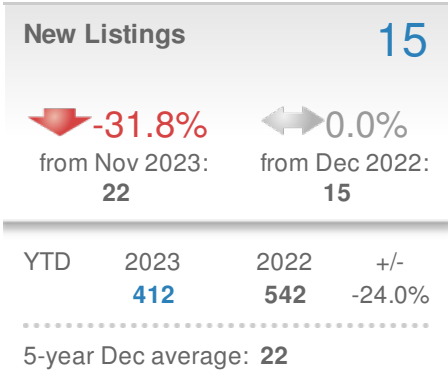 New Listings 15
-31.8% 0.0%
from Nov 2023: from Dec 2022:
22 15
YTD 2023 2022 +/-
412 542 -24.0%
5-year Dec average: 22